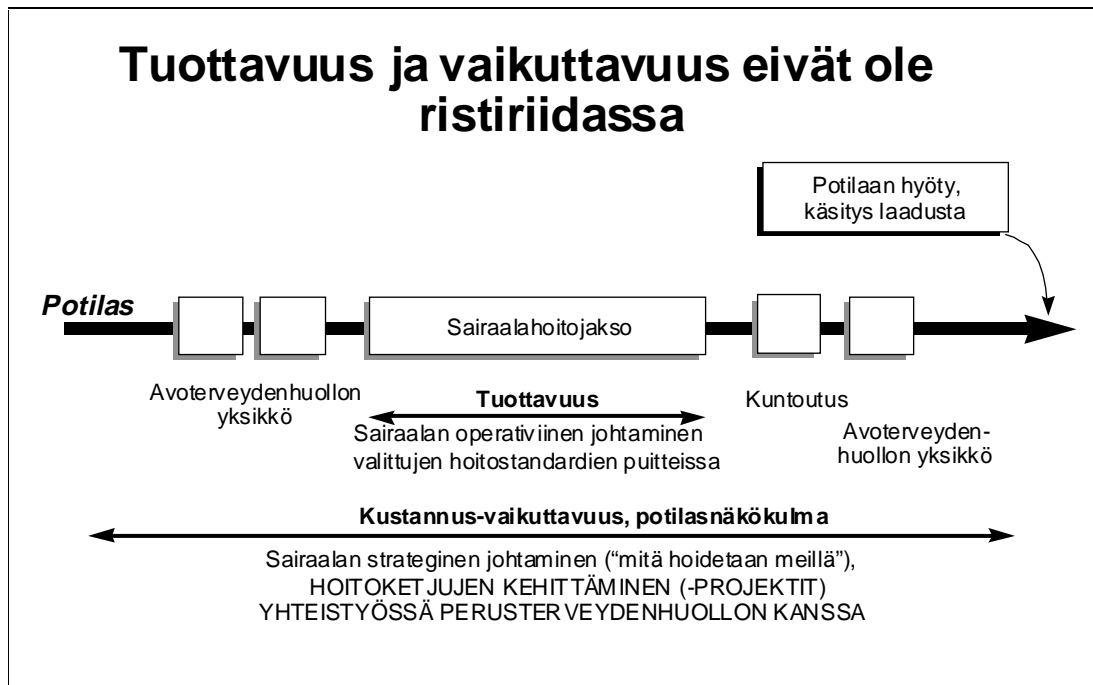 Tuottavuus ja vaikuttavuus eivät ole
ristiriidassa
Potilaan hyöty,
käsitys laadusta
Potilas
Sairaalahoitojakso
Avoterveydenhuollon
yksikkö
Tuottavuus
Sairaalan operatiivinen johtaminen
valittujen hoitostandardien puitteissa
Kuntoutus
Avoterveyden-
huollon yksikkö
Kustannus-vaikuttavuus, potilasnäkökulma
Sairaalan strateginen johtaminen (“mitä hoidetaan meillä”),
HOITOKETJUJEN KEHITTÄMINEN (-PROJEKTIT)
YHTEISTYÖSSÄ PERUSTERVEYDENHUOLLON KANSSA